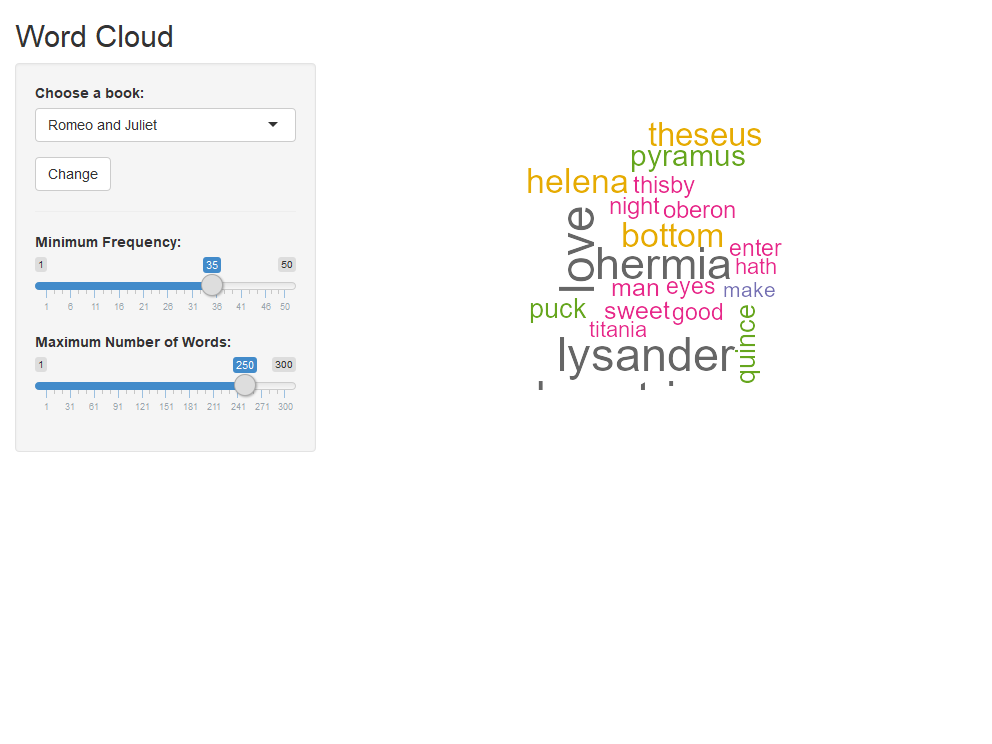 Word Cloud
Choose a book:
Romeo and Juliet
Change
Minimum Frequency:
1 35 50
1 6 11 16 21 26 31 36 41 46 50
Maximum Number of Words:
1 250 300
1 31 61 91 121 151 181 211 241 271 300
theseus
pyramus
helena thisby
night oberon
love
bottom
enter
hermia hath
man eyes make
puck sweet good
quince
titania
lysander